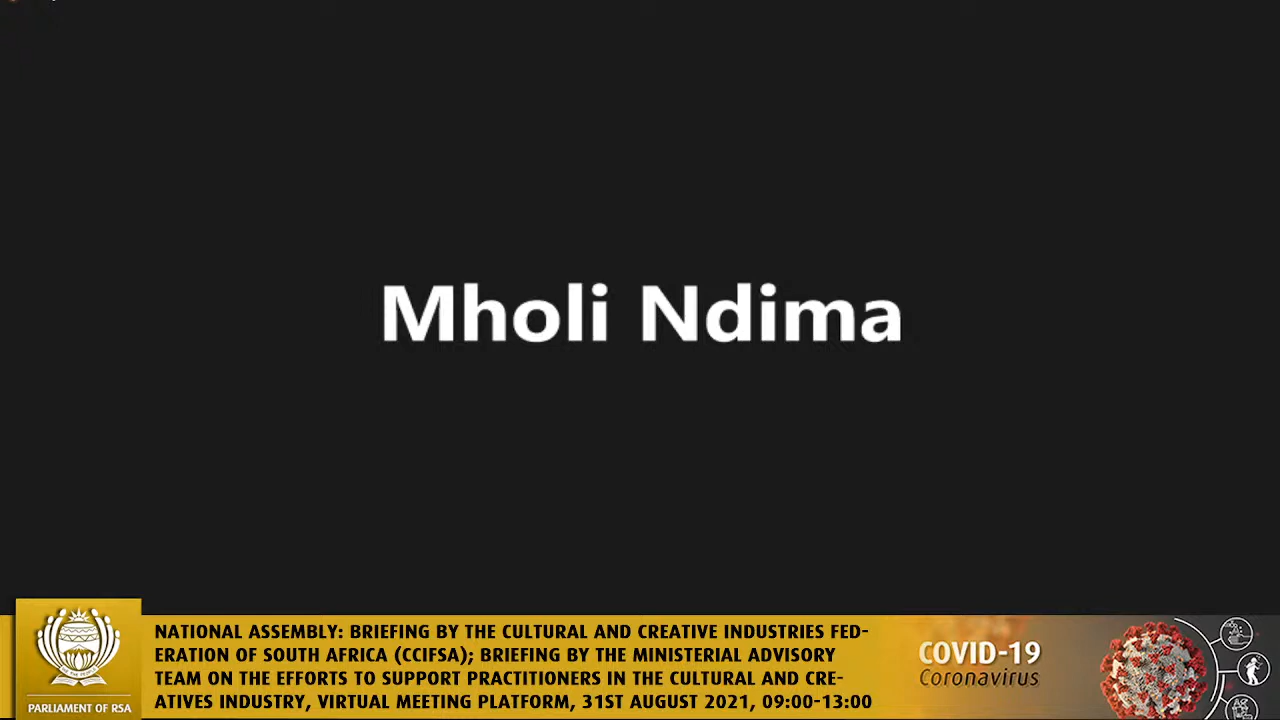 Mholi Ndima
NATIONAL ASSEMBLY: BRIEFING BY THE CULTURAL AND CREATIVE INDUSTRIES FED-
ERATION OF SOUTH AFRICA (CCIFSA); BRIEFING BY THE MINISTERIAL ADVISORY
TEAM ON THE EFFORTS TO SUPPORT PRACTITIONERS IN THE CULTURAL AND CRE-
ATIVES INDUSTRY, VIRTUAL MEETING PLATFORM, 31ST AUGUST 2021, 09:00-13:00
PARLIAMENT OF RSA
COVID-19
Coronavirus